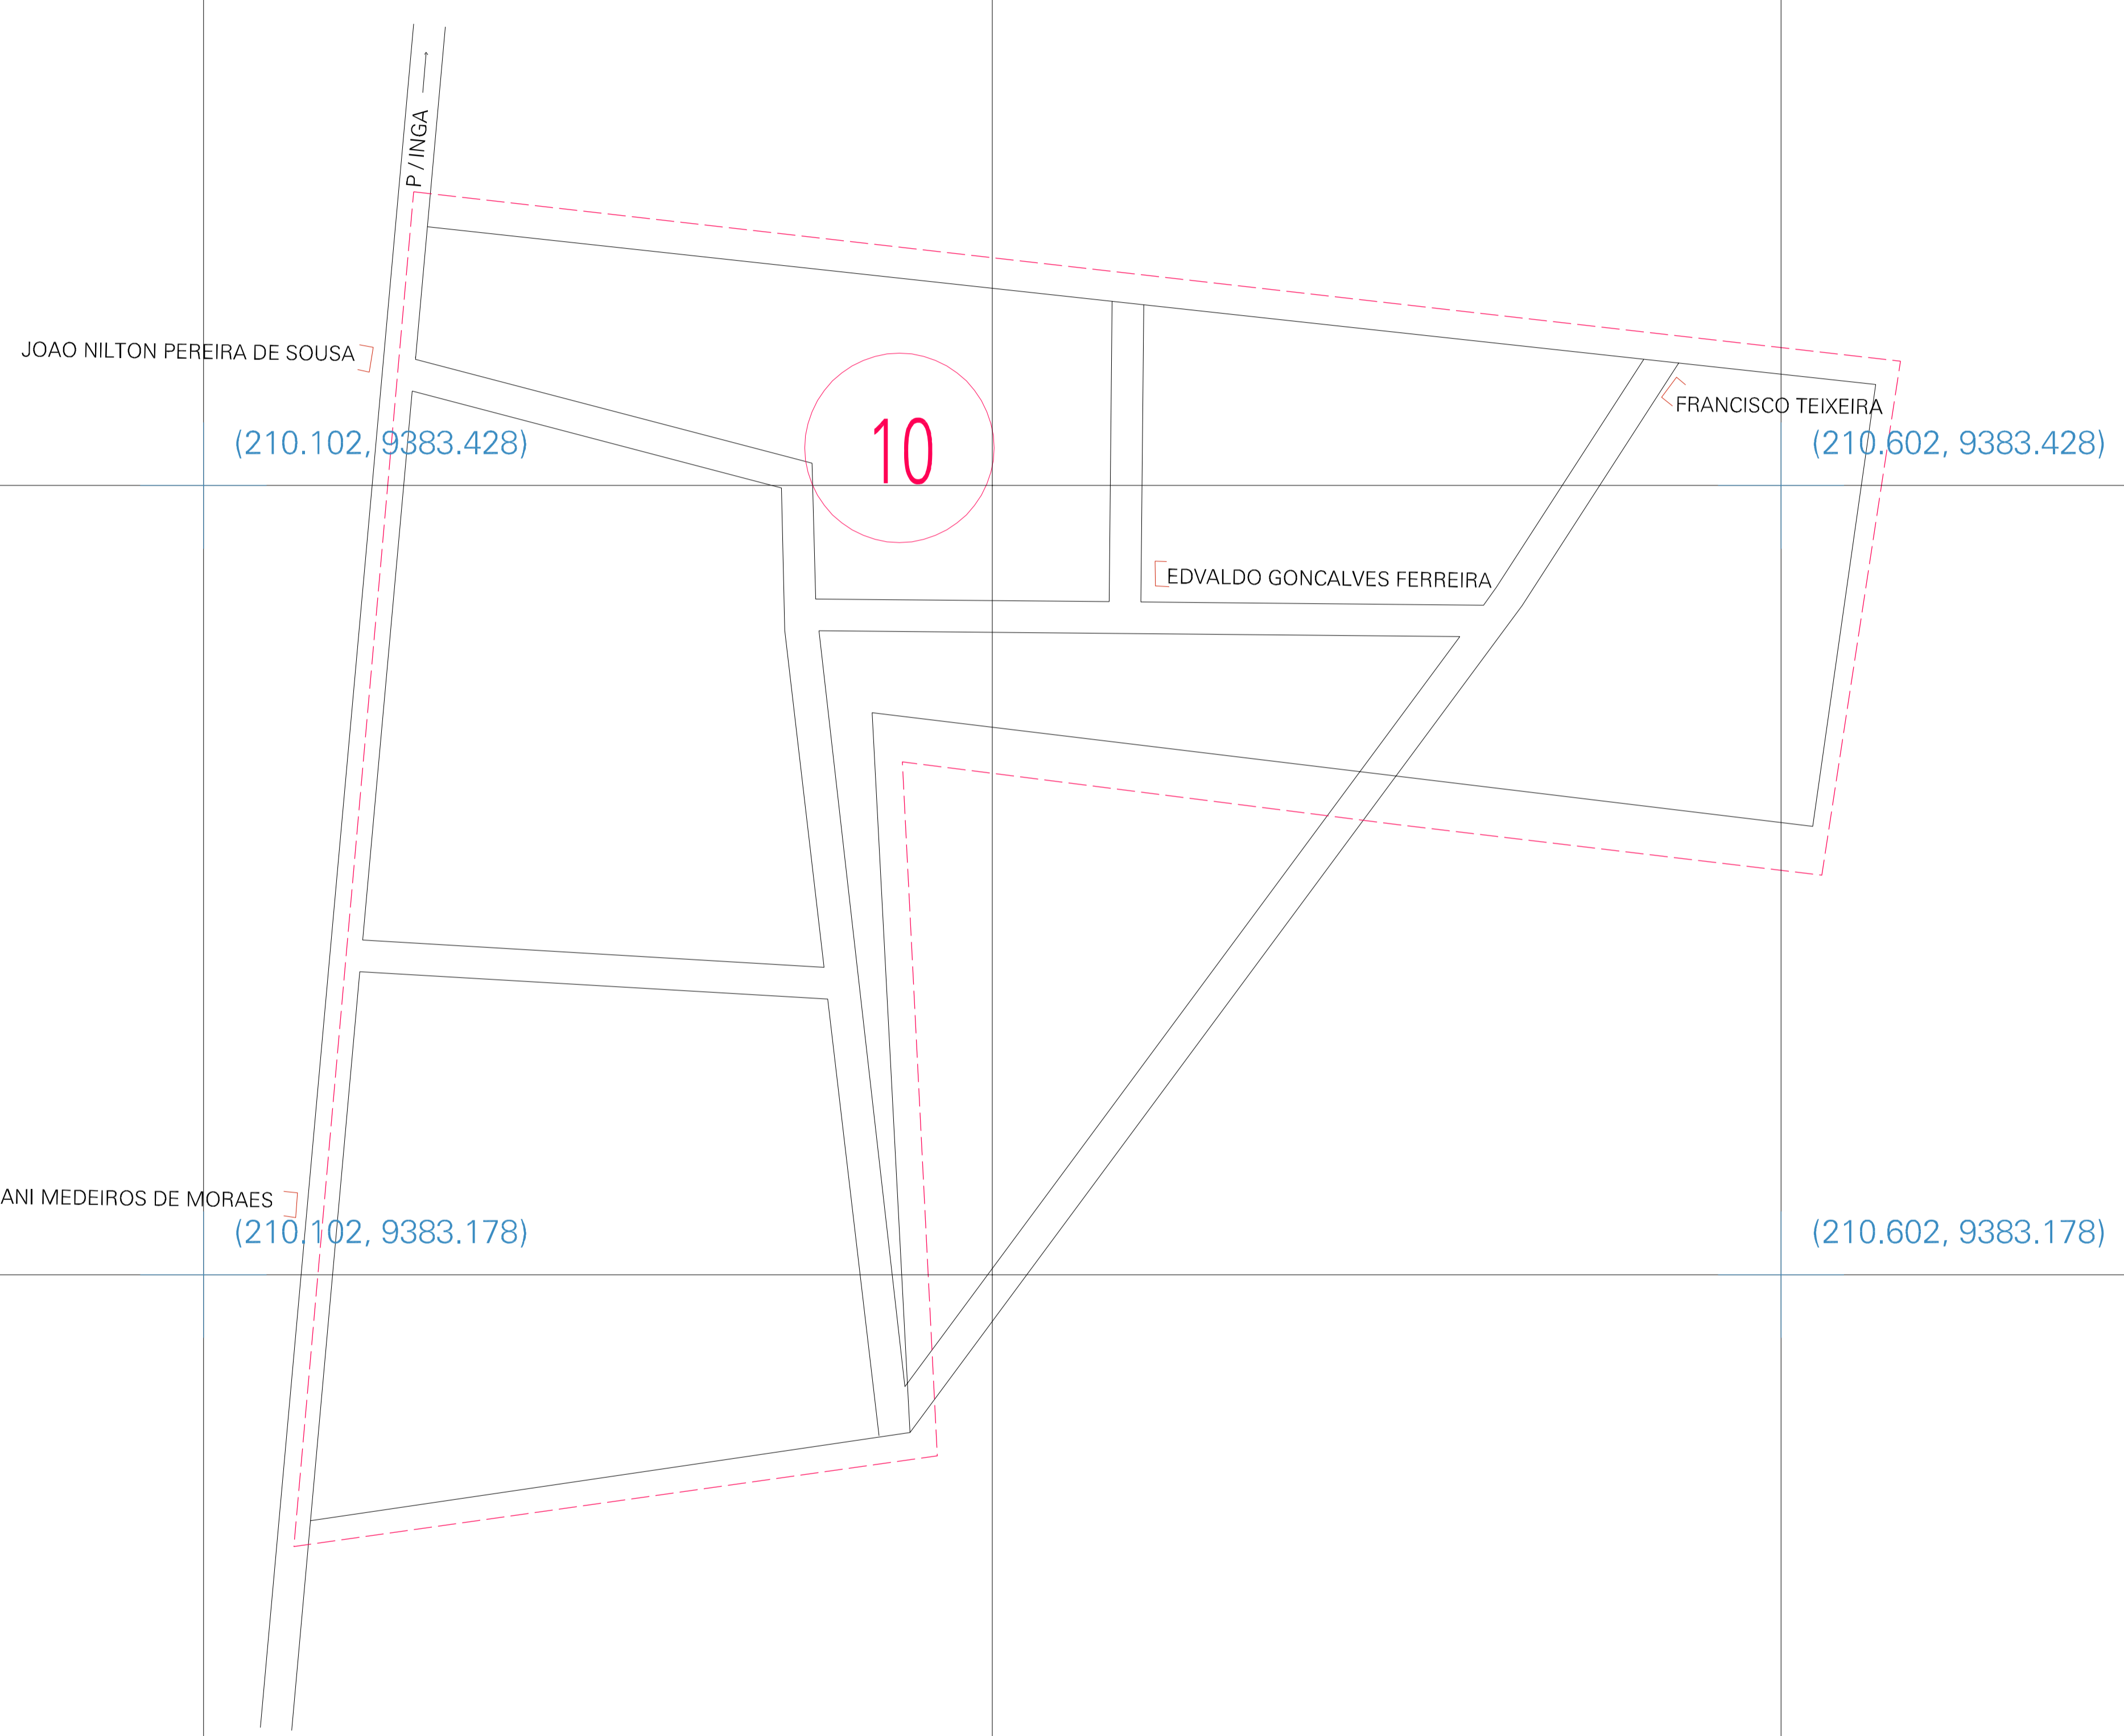 P / INGA
JOAO NILTON PEREIRA DE SOUSA
FRANCISCO TEIXEIRA
10
(210.102, 9383.428)
(210.602, 9383.428)
EDVALDO GONCALVES FERREIRA
ANI MEDEIROS DE MORAES
(210.102, 9383.178)
(210.602, 9383.178)